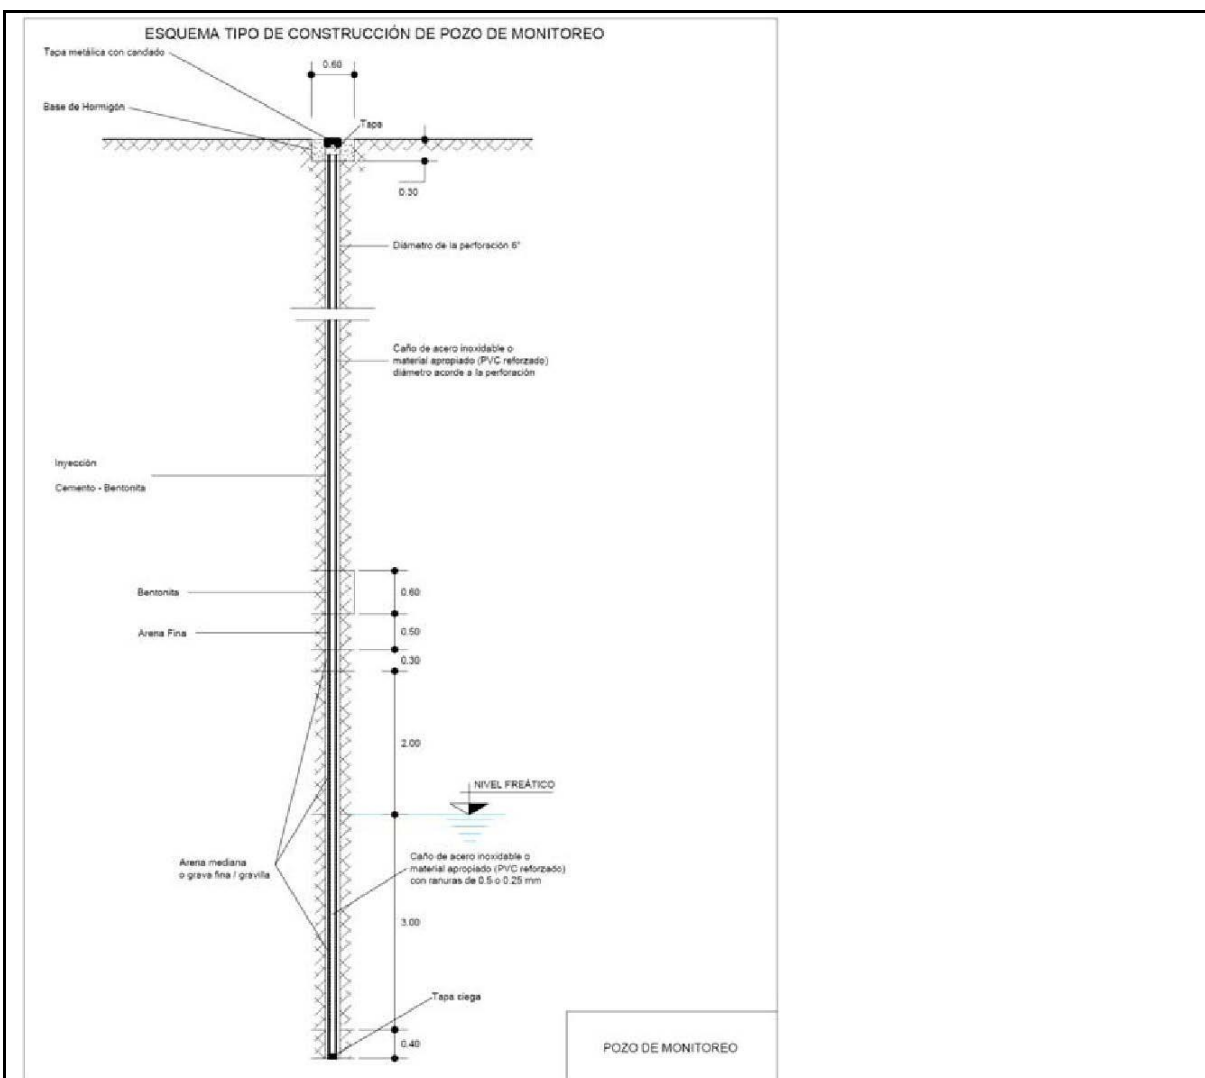 ESQUEMA TIPO DE CONSTRUCCIÓN DE POZO DE MONITOREO
Tapa metálica con candado
0.60
Base de Hormigón
Tapa
0.30
Diámetro de la perforación 6"
Caño de acero inoxidable o
material apropiado (PVC reforzado)
diámetro acorde a la perforación
Inyección
Cemento - Bentonita
Bentonita
0.60
Arena Fina
0.50
0.30
2.00
NIVEL FREÁTICO
Arena mediana
o grava fina / gravilla
Caño de acero inoxidable o
material apropiado (PVC reforzado)
con ranuras de 0.5 o 0.25 mm
3.00
Tapa ciega
0.40
POZO DE MONITOREO